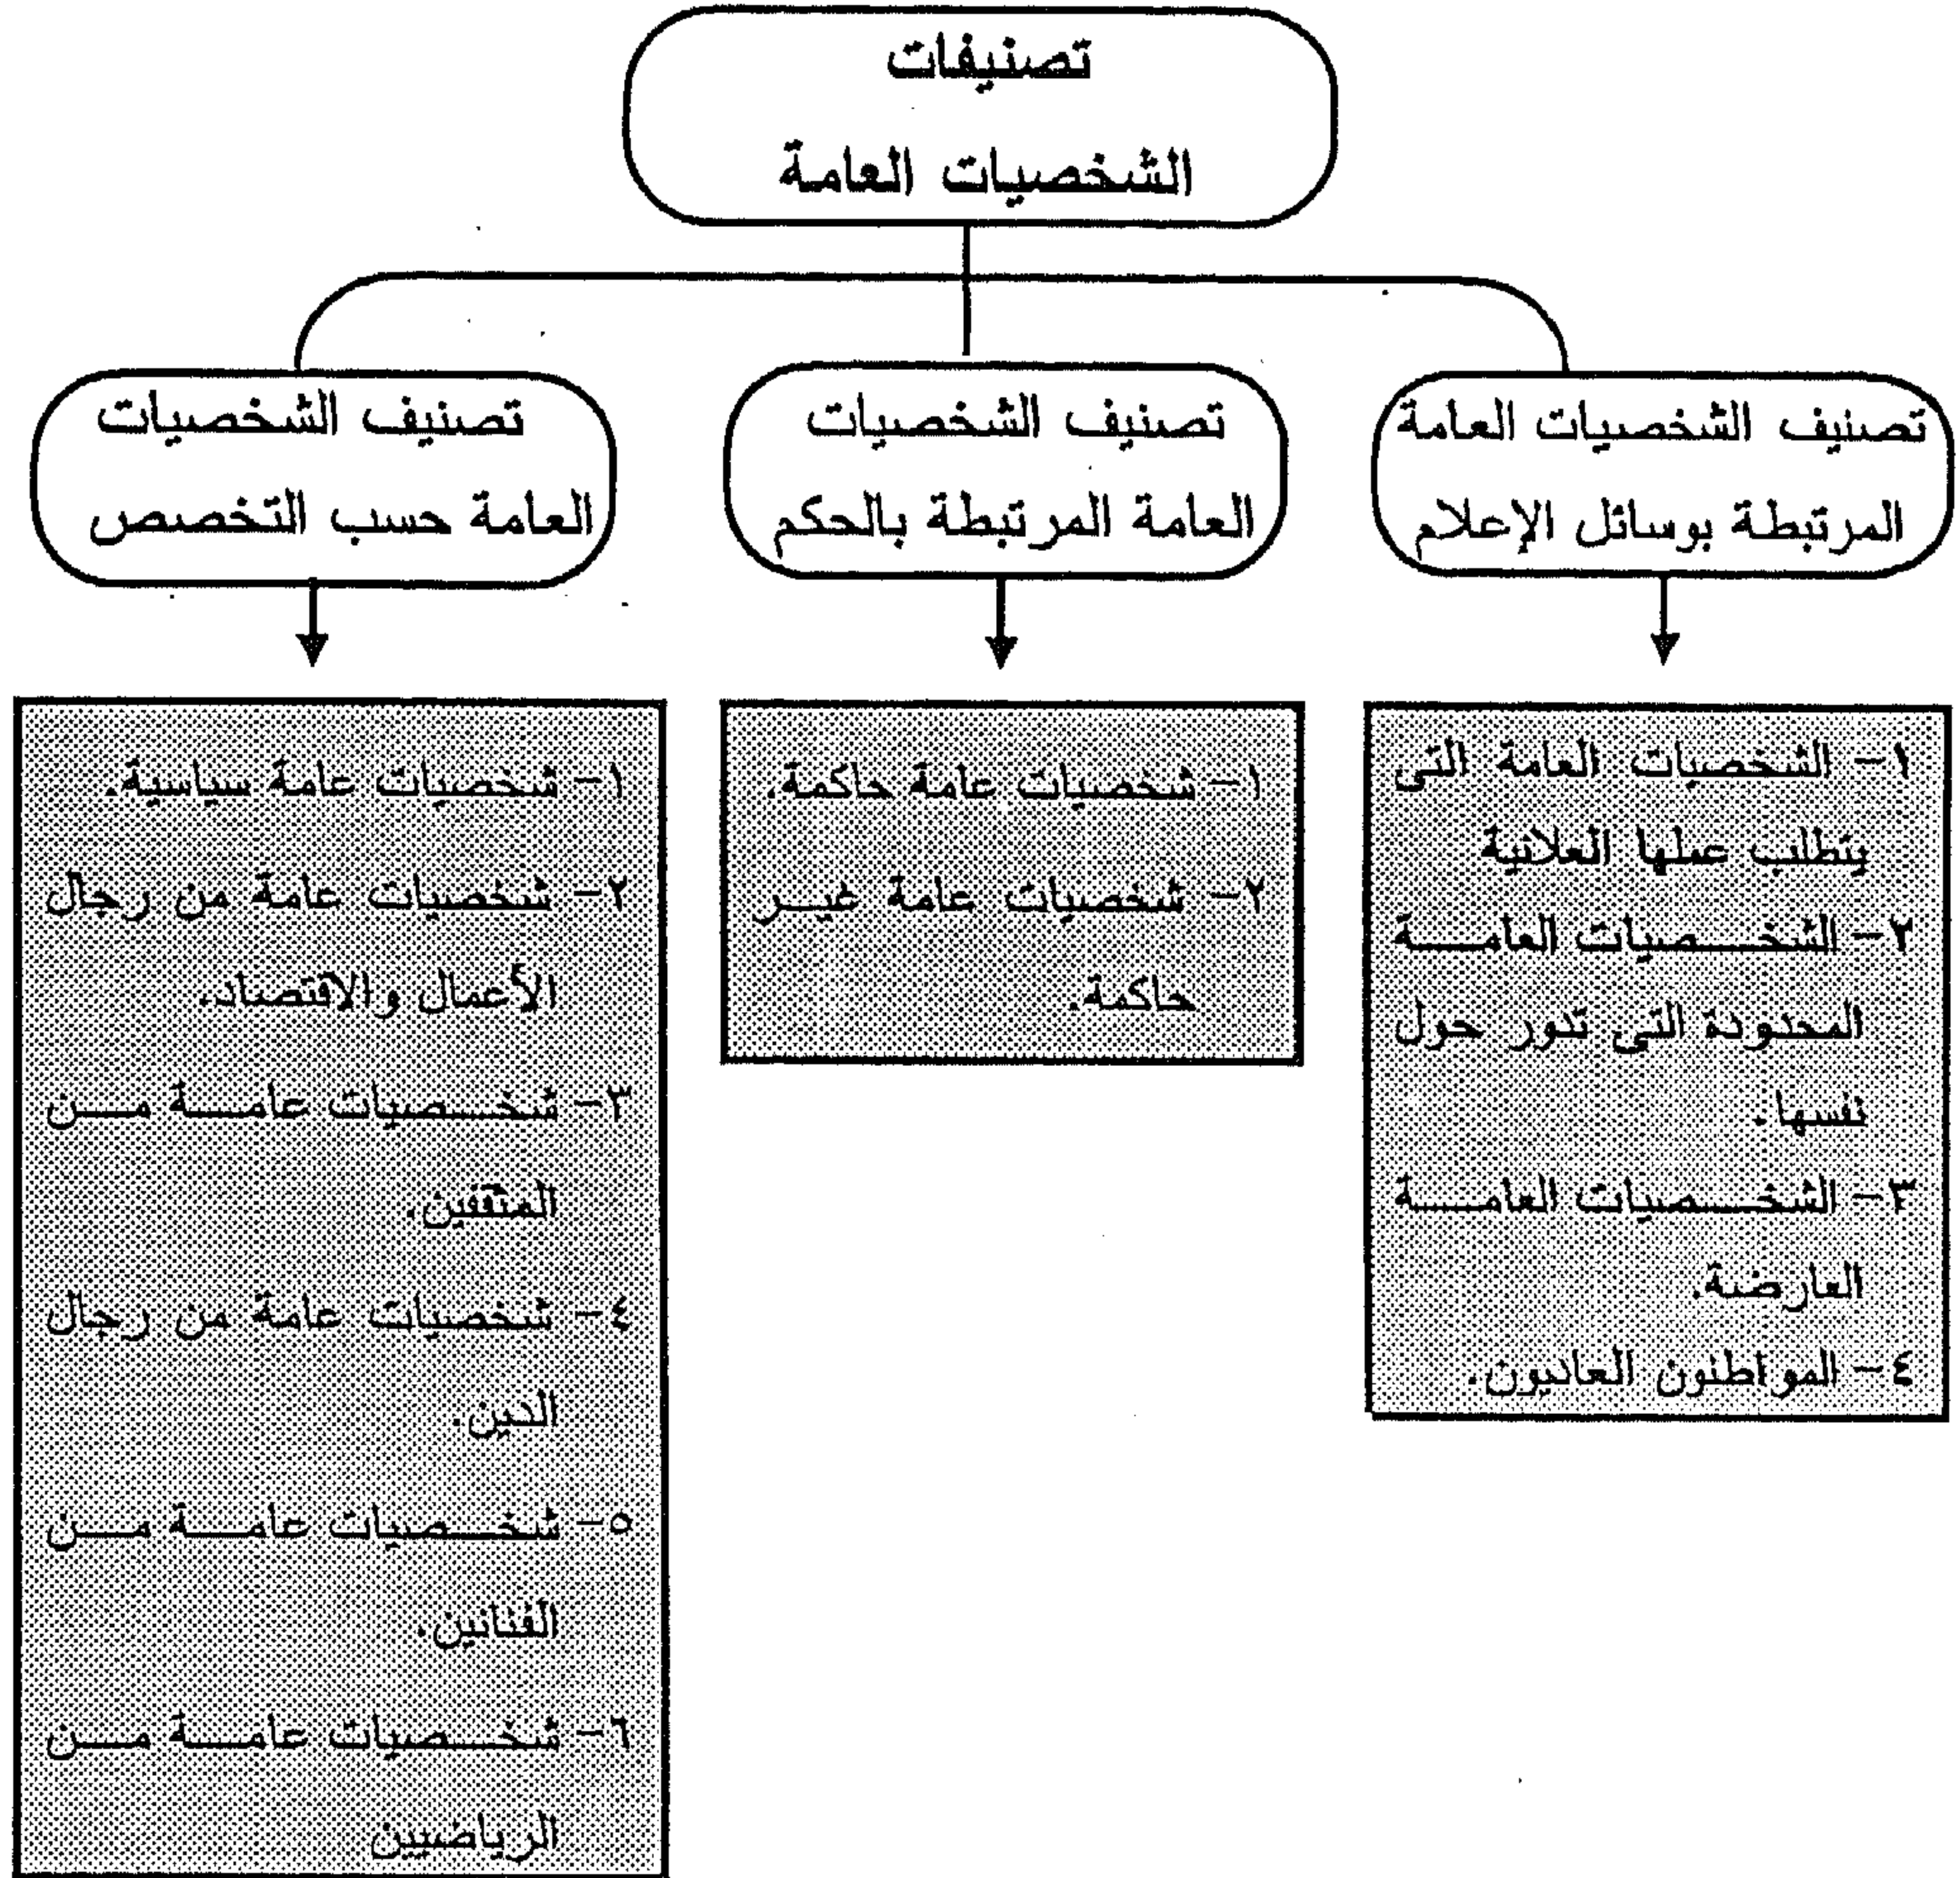 تصنيفات
الشخصيات العامة
تصنيف الشخصيات العامة
المرتبطة بوسائل الإعلام
١- الشخصيات العامة التى
يتطلب عملها العلانية
٢- الشخصيات العامة
المحدودة التى تدور حول
نفسها.
٣- الشخصيات العامة
العارضة.
٤- المواطنون العاديون.
تصنيف الشخصيات
العامة المرتبطة بالحكم
١- شخصيات عامة حاكمة.
٢- شخصيات عامة غير
حاكمة.
تصنيف الشخصيات
العامة حسب التخصص
١- شخصيات عامة سياسية.
٢- شخصيات عامة من رجال
الأعمال والاقتصاد.
٣- شخصيات عامة من
المثقفين.
٤- شخصيات عامة من رجال
الدين.
٥- شخصيات عامة من
الفنانين.
٦- شخصيات عامة من
الرياضيين